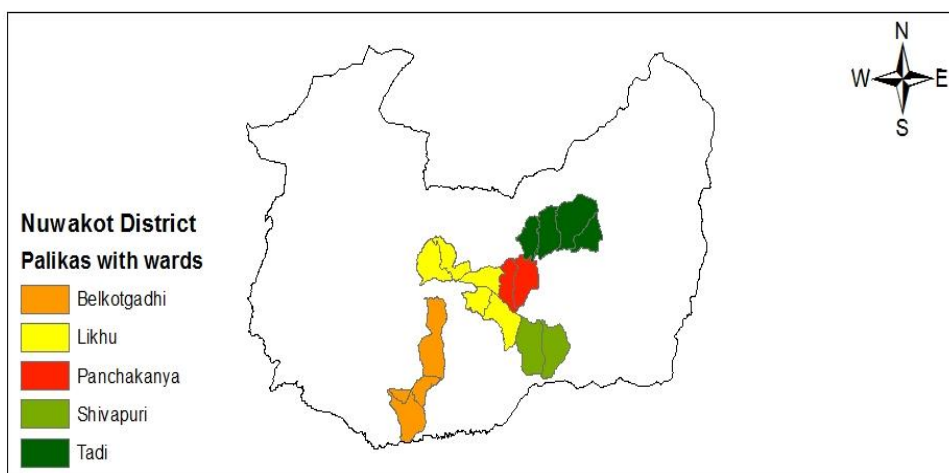 N
W E
S
Nuwakot District
Palikas with wards
Belkotgadhi
Likhu
Panchakanya
Shivapuri
Tadi